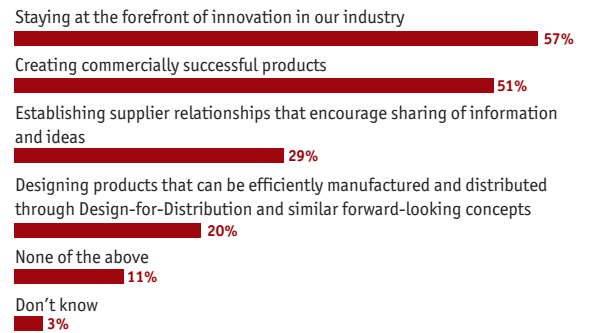 Staying at the forefront of innovation in our industry
57%
Creating commercially successful products
51%
Establishing supplier relationships that encourage sharing of information
and ideas
29%
Designing products that can be efficiently manufactured and distributed
through Design-for-Distribution and similar forward-looking concepts
20%
None of the above
11%
Don’t know
3%